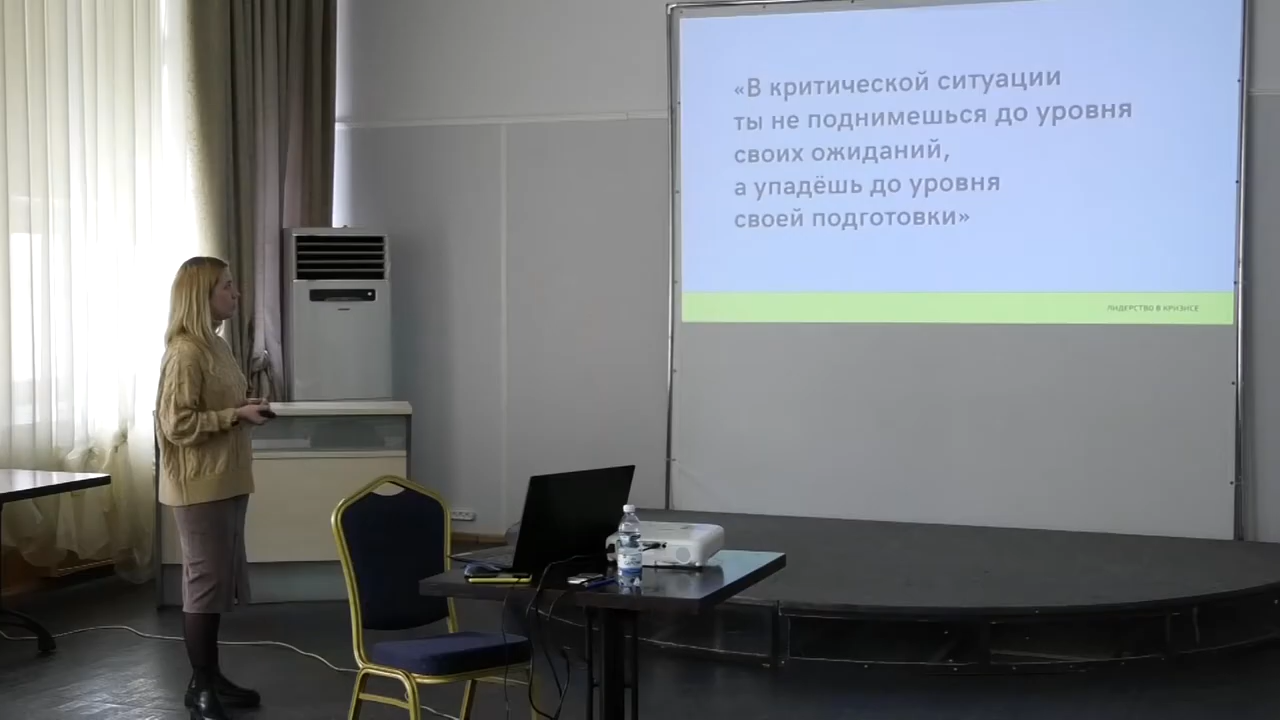 «В критической ситуации
ты не поднимешься до уровня
своих ожиданий,
а упадёшь до уровня
своей подготовки»
ЛИДЕРСТВО В КРИЗИСЕ